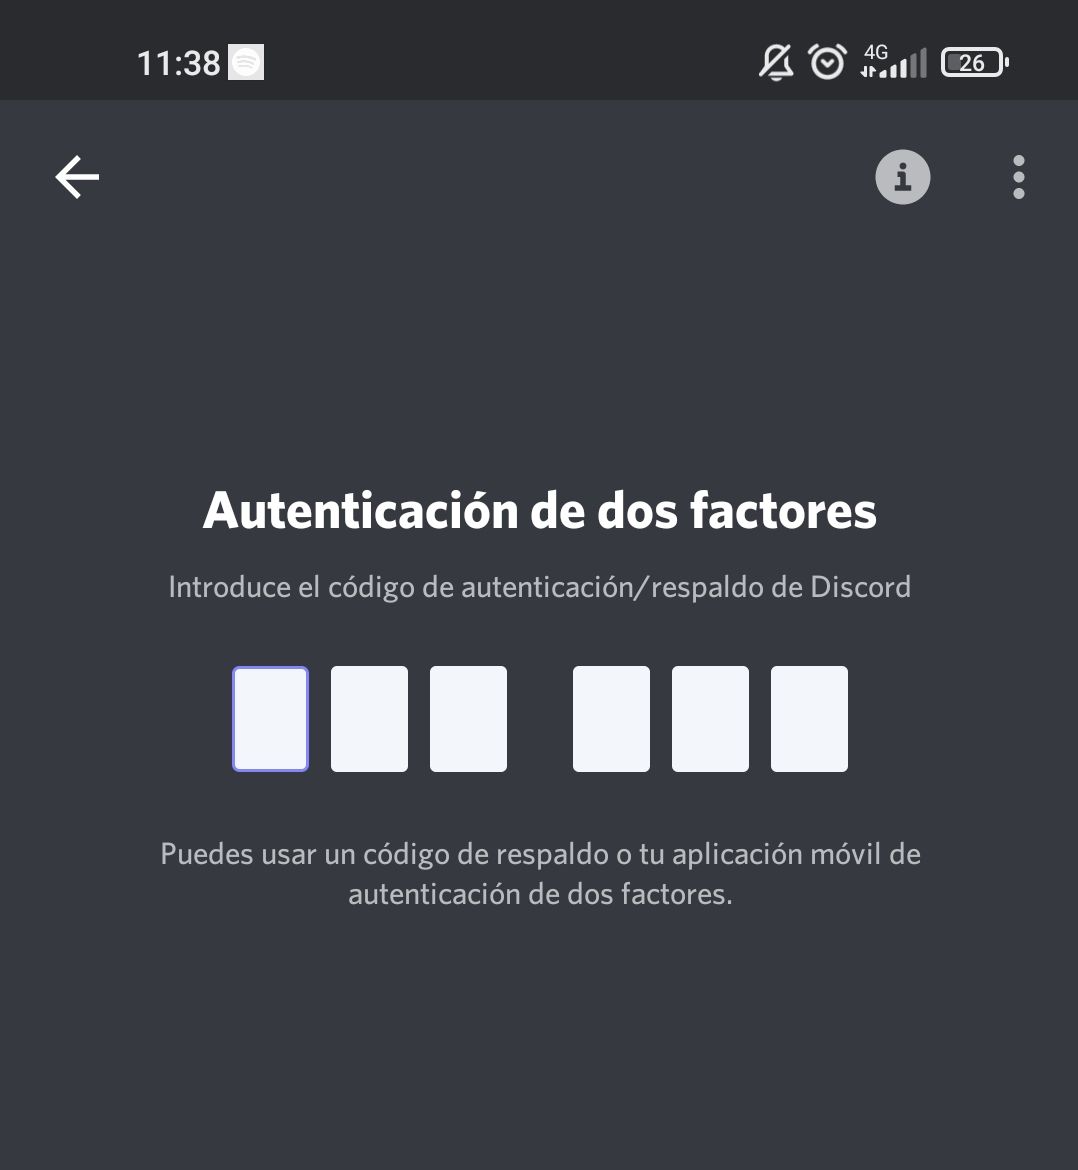 11:38
4G
26
Autenticación de dos factores
Introduce el código de autenticación/respaldo de Discord
Puedes usar un código de respaldo o tu aplicación móvil de
autenticación de dos factores.